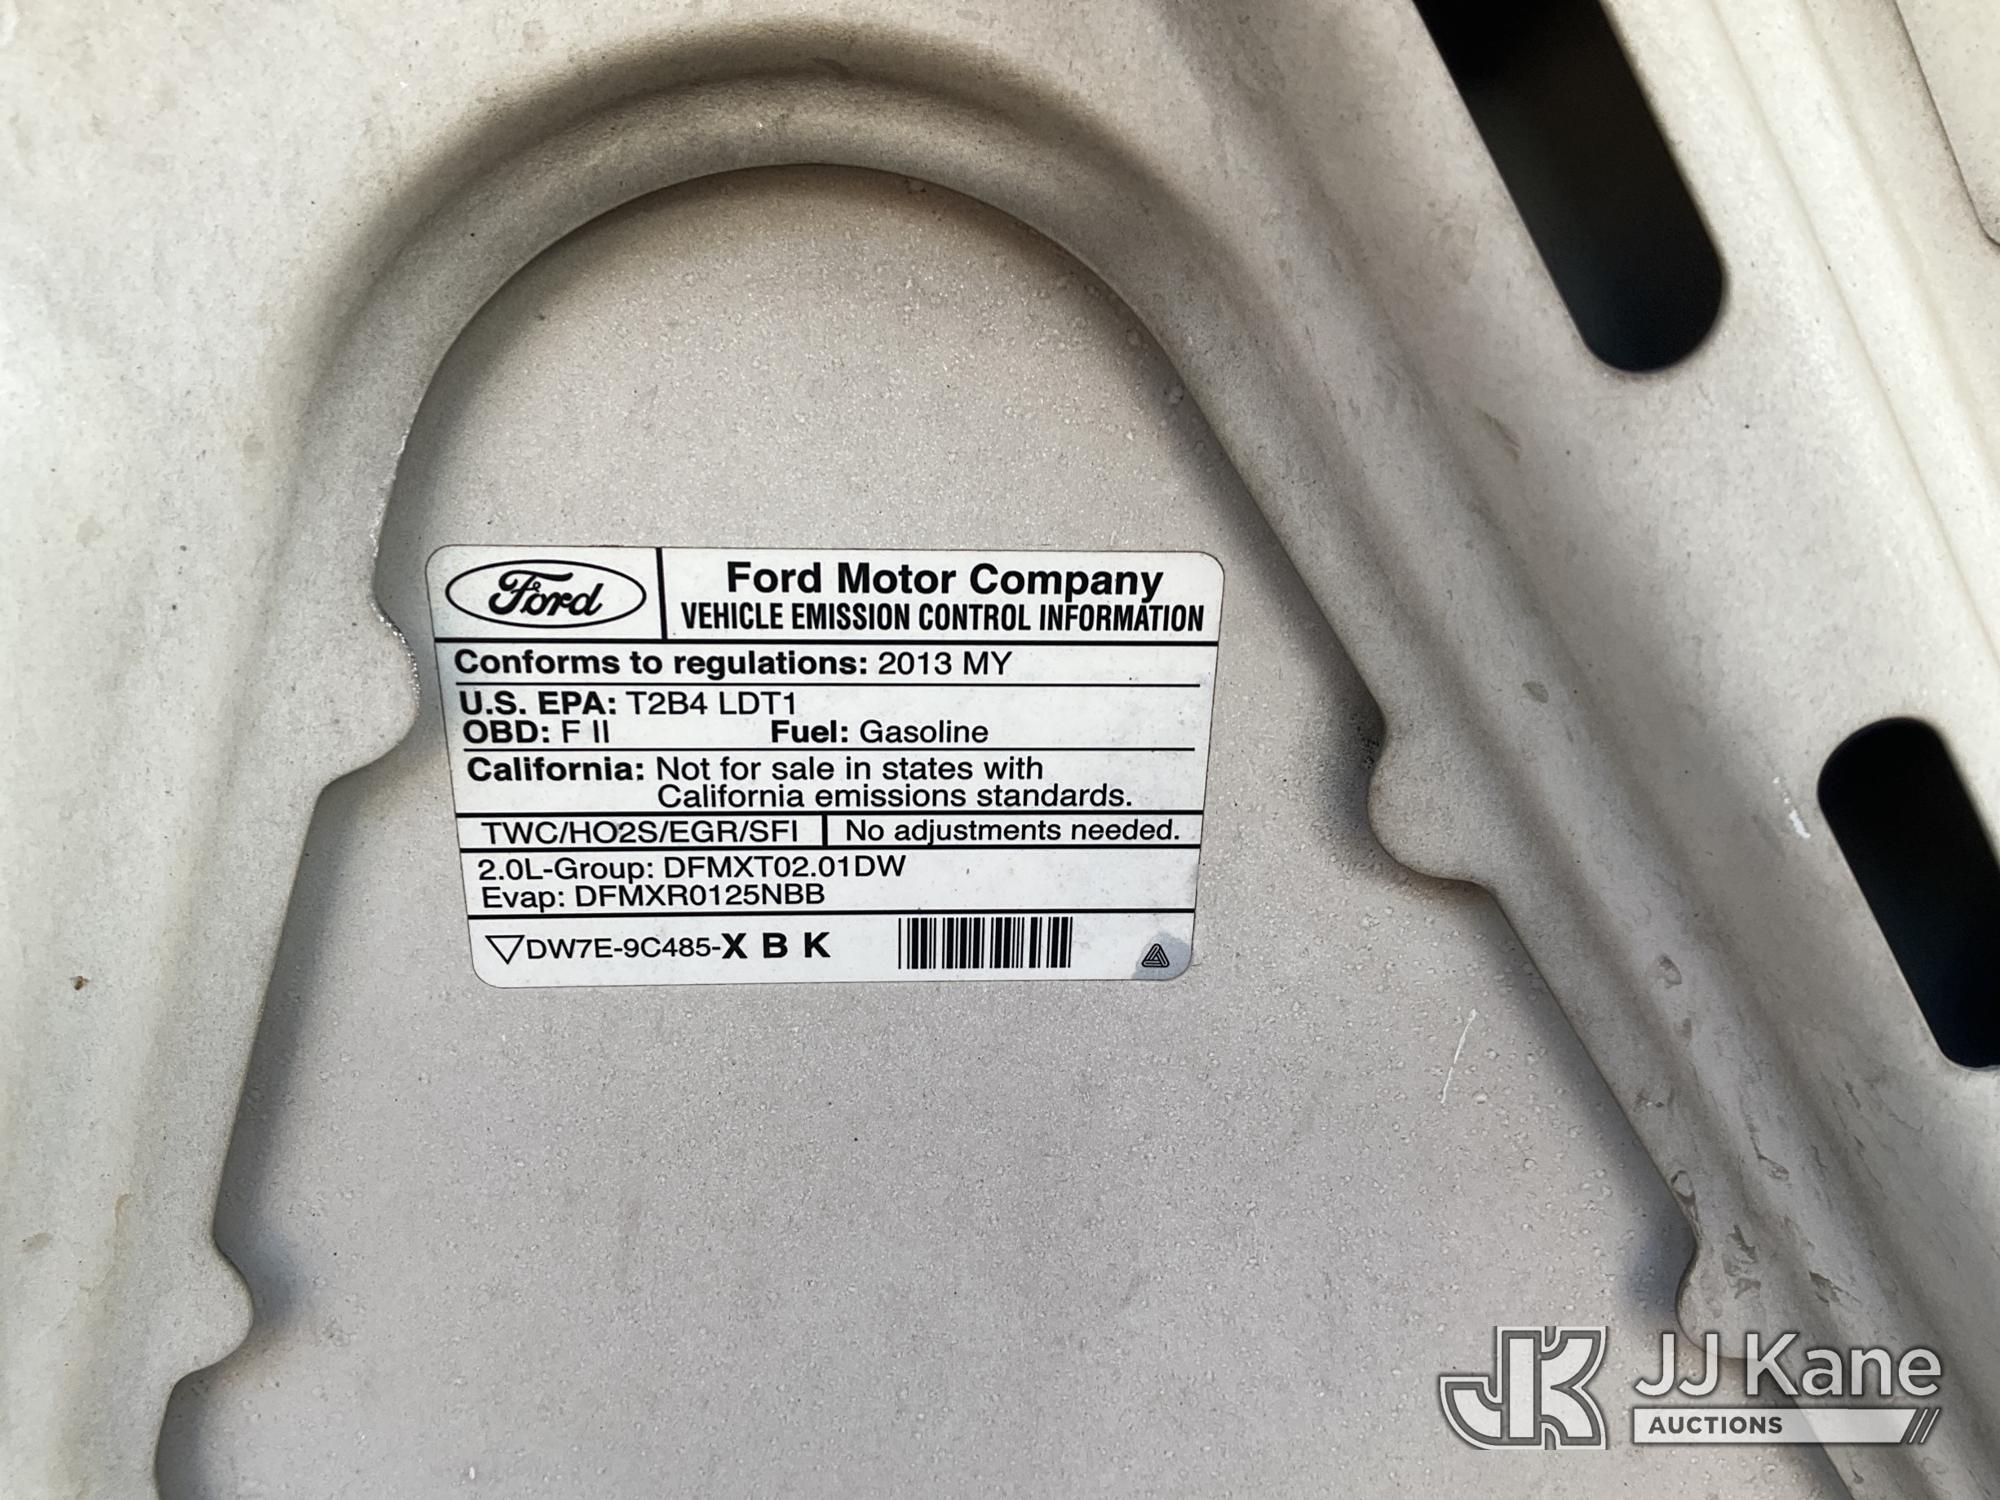 Ford
Ford Motor Company
VEHICLE EMISSION CONTROL INFORMATION
Conforms to regulations: 2013 MY
U.S. EPA: T2B4 LDT1
OBD: F II Fuel: Gasoline
California: Not for sale in states with
California emissions standards.
TWC/HO2S/EGR/SFI No adjustments needed.
2.0L-Group: DFMXT02.01DW
Evap: DFMXR0125NBB
DW7E-9C485-X B K
JK JJ Kane
AUCTIONS